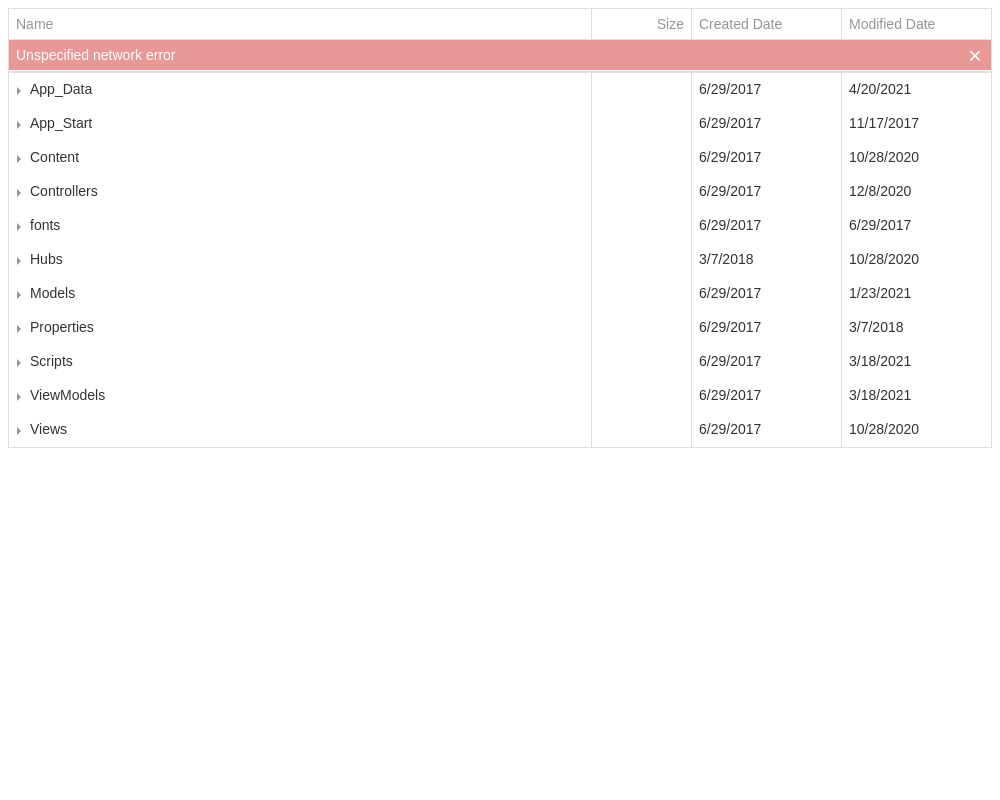 Name Size Created Date Modified Date
Unspecified network error
App_Data 6/29/2017 4/20/2021
App_Start 6/29/2017 11/17/2017
Content 6/29/2017 10/28/2020
Controllers 6/29/2017 12/8/2020
fonts 6/29/2017 6/29/2017
Hubs 3/7/2018 10/28/2020
Models 6/29/2017 1/23/2021
Properties 6/29/2017 3/7/2018
Scripts 6/29/2017 3/18/2021
ViewModels 6/29/2017 3/18/2021
Views 6/29/2017 10/28/2020